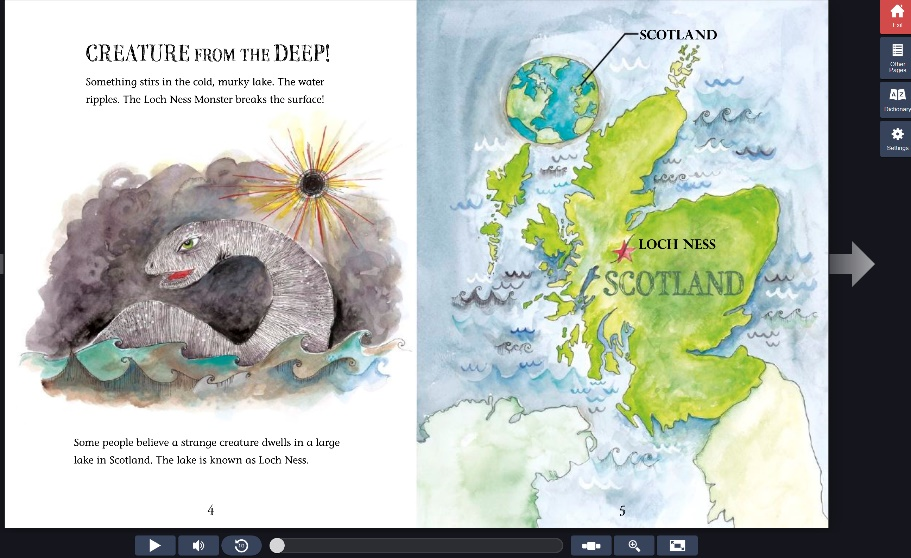 CREATURE FROM THE DEEP!
Something stirs in the cold, murky lake. The water
ripples. The Loch Ness Monster breaks the surface!
Some people believe a strange creature dwells in a large
lake in Scotland. The lake is known as Loch Ness.
4
SCOTLAND
LOCH NESS
SCOTLAND
5
Exit
Other
Pages
A Z
Dictionary
Settings
10